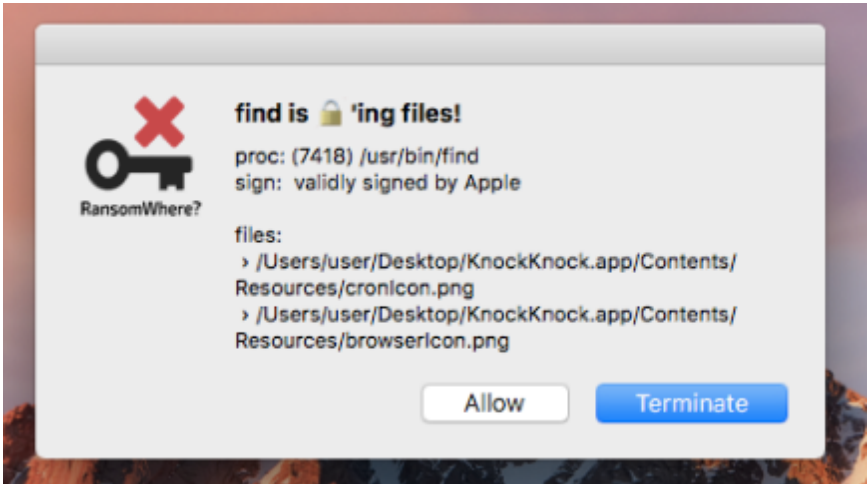 find is 🔒 'ing files!
proc: (7418) /usr/bin/find
sign: validly signed by Apple
RansomWhere?
files:
› /Users/user/Desktop/KnockKnock.app/Contents/
Resources/cronIcon.png
› /Users/user/Desktop/KnockKnock.app/Contents/
Resources/browserIcon.png
Allow
Terminate